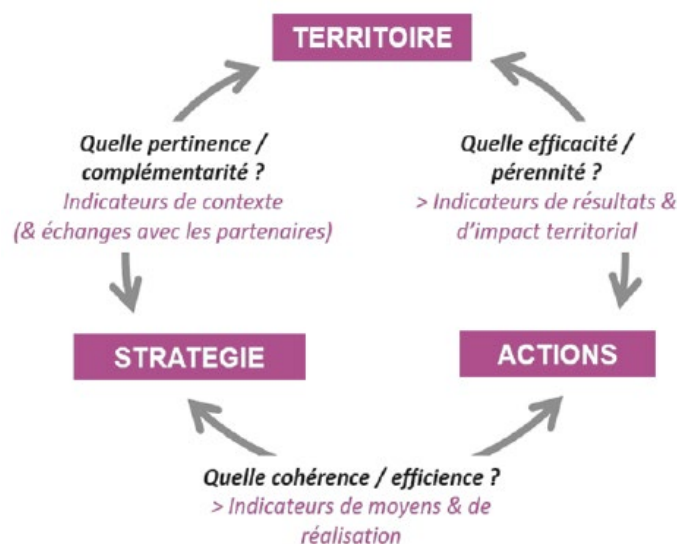 TERRITOIRE
Quelle pertinence /
complémentarité ?
Indicateurs de contexte
(& échanges avec les partenaires)
Quelle efficacité /
pérennité ?
> Indicateurs de résultats &
d'impact territorial
STRATEGIE
ACTIONS
Quelle cohérence / efficience ?
> Indicateurs de moyens & de
réalisation